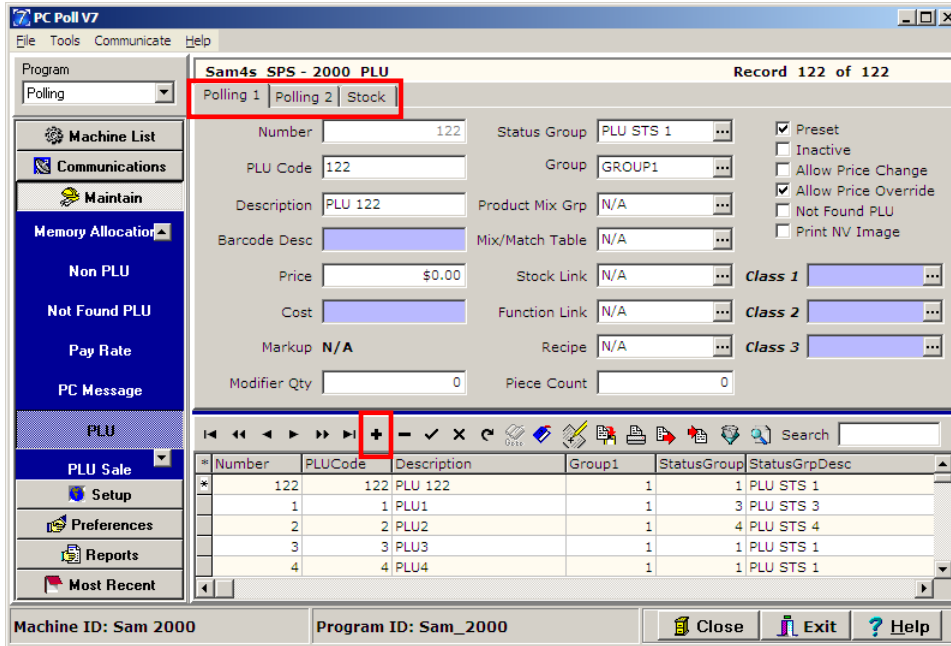 PC Poll V7
File Tools Communicate Help
Program
Polling
Machine List
Communications
Maintain
Memory Allocation
Non PLU
Not Found PLU
Pay Rate
PC Message
PLU
PLU Sale
Setup
Preferences
Reports
Most Recent
Sam4s SPS - 2000 PLU Record 122 of 122
Polling 1 Polling 2 Stock
Number 122 Status Group PLU STS 1 ... Preset
Inactive
PLU Code 122 Group GROUP1 ... Allow Price Change
Allow Price Override
Description PLU 122 Product Mix Grp N/A ... Not Found PLU
Barcode Desc Mix/Match Table N/A ... Print NV Image
Price $0.00 Stock Link N/A ... Class 1 ...
Cost Function Link N/A ... Class 2 ...
Markup N/A Recipe N/A ... Class 3 ...
Modifier Qty 0 Piece Count 0
Goto Search
* Number PLUCode Description Group1 StatusGroup StatusGrpDesc
* 122 122 PLU 122 1 1 PLU STS 1
1 1 PLU1 1 3 PLU STS 3
2 2 PLU2 1 4 PLU STS 4
3 3 PLU3 1 1 PLU STS 1
4 4 PLU4 1 1 PLU STS 1
Machine ID: Sam 2000 Program ID: Sam_2000 Close Exit Help